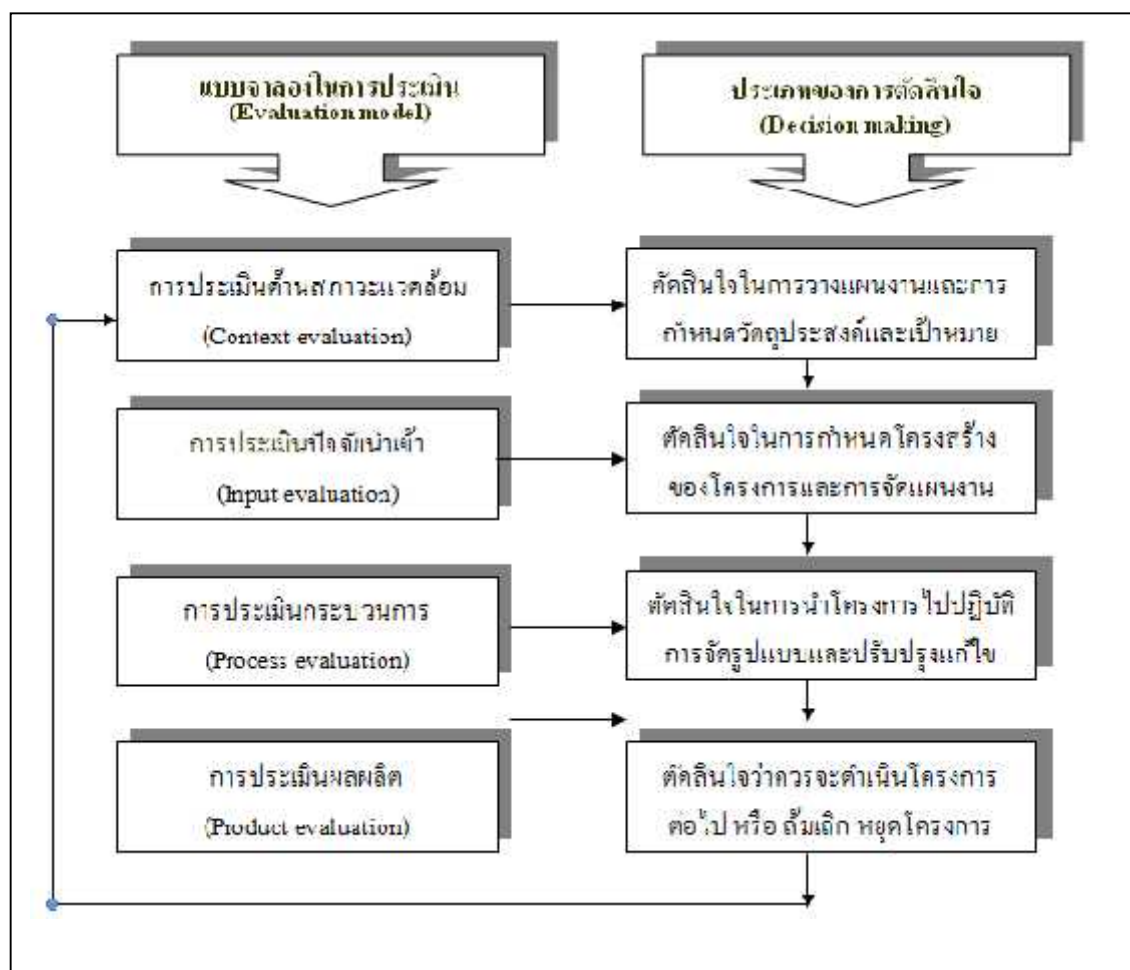 แบบจำลองในการประเมิน
(Evaluation model)
ประเภทของการตัดสินใจ
(Decision making)
การประเมินด้านสภาวะแวดล้อม
(Context evaluation)
ตัดสินใจในการวางแผนงานและการ
กำหนดวัตถุประสงค์และเป้าหมาย
การประเมินปัจจัยนำเข้า
(Input evaluation)
ตัดสินใจในการกำหนดโครงสร้าง
ของโครงการและการจัดแผนงาน
การประเมินกระบวนการ
(Process evaluation)
ตัดสินใจในการนำโครงการไปปฏิบัติ
การจัดรูปแบบและปรับปรุงแก้ไข
การประเมินผลผลิต
(Product evaluation)
ตัดสินใจว่าควรจะดำเนินโครงการ
ต่อไป หรือ ล้มเลิก หยุดโครงการ